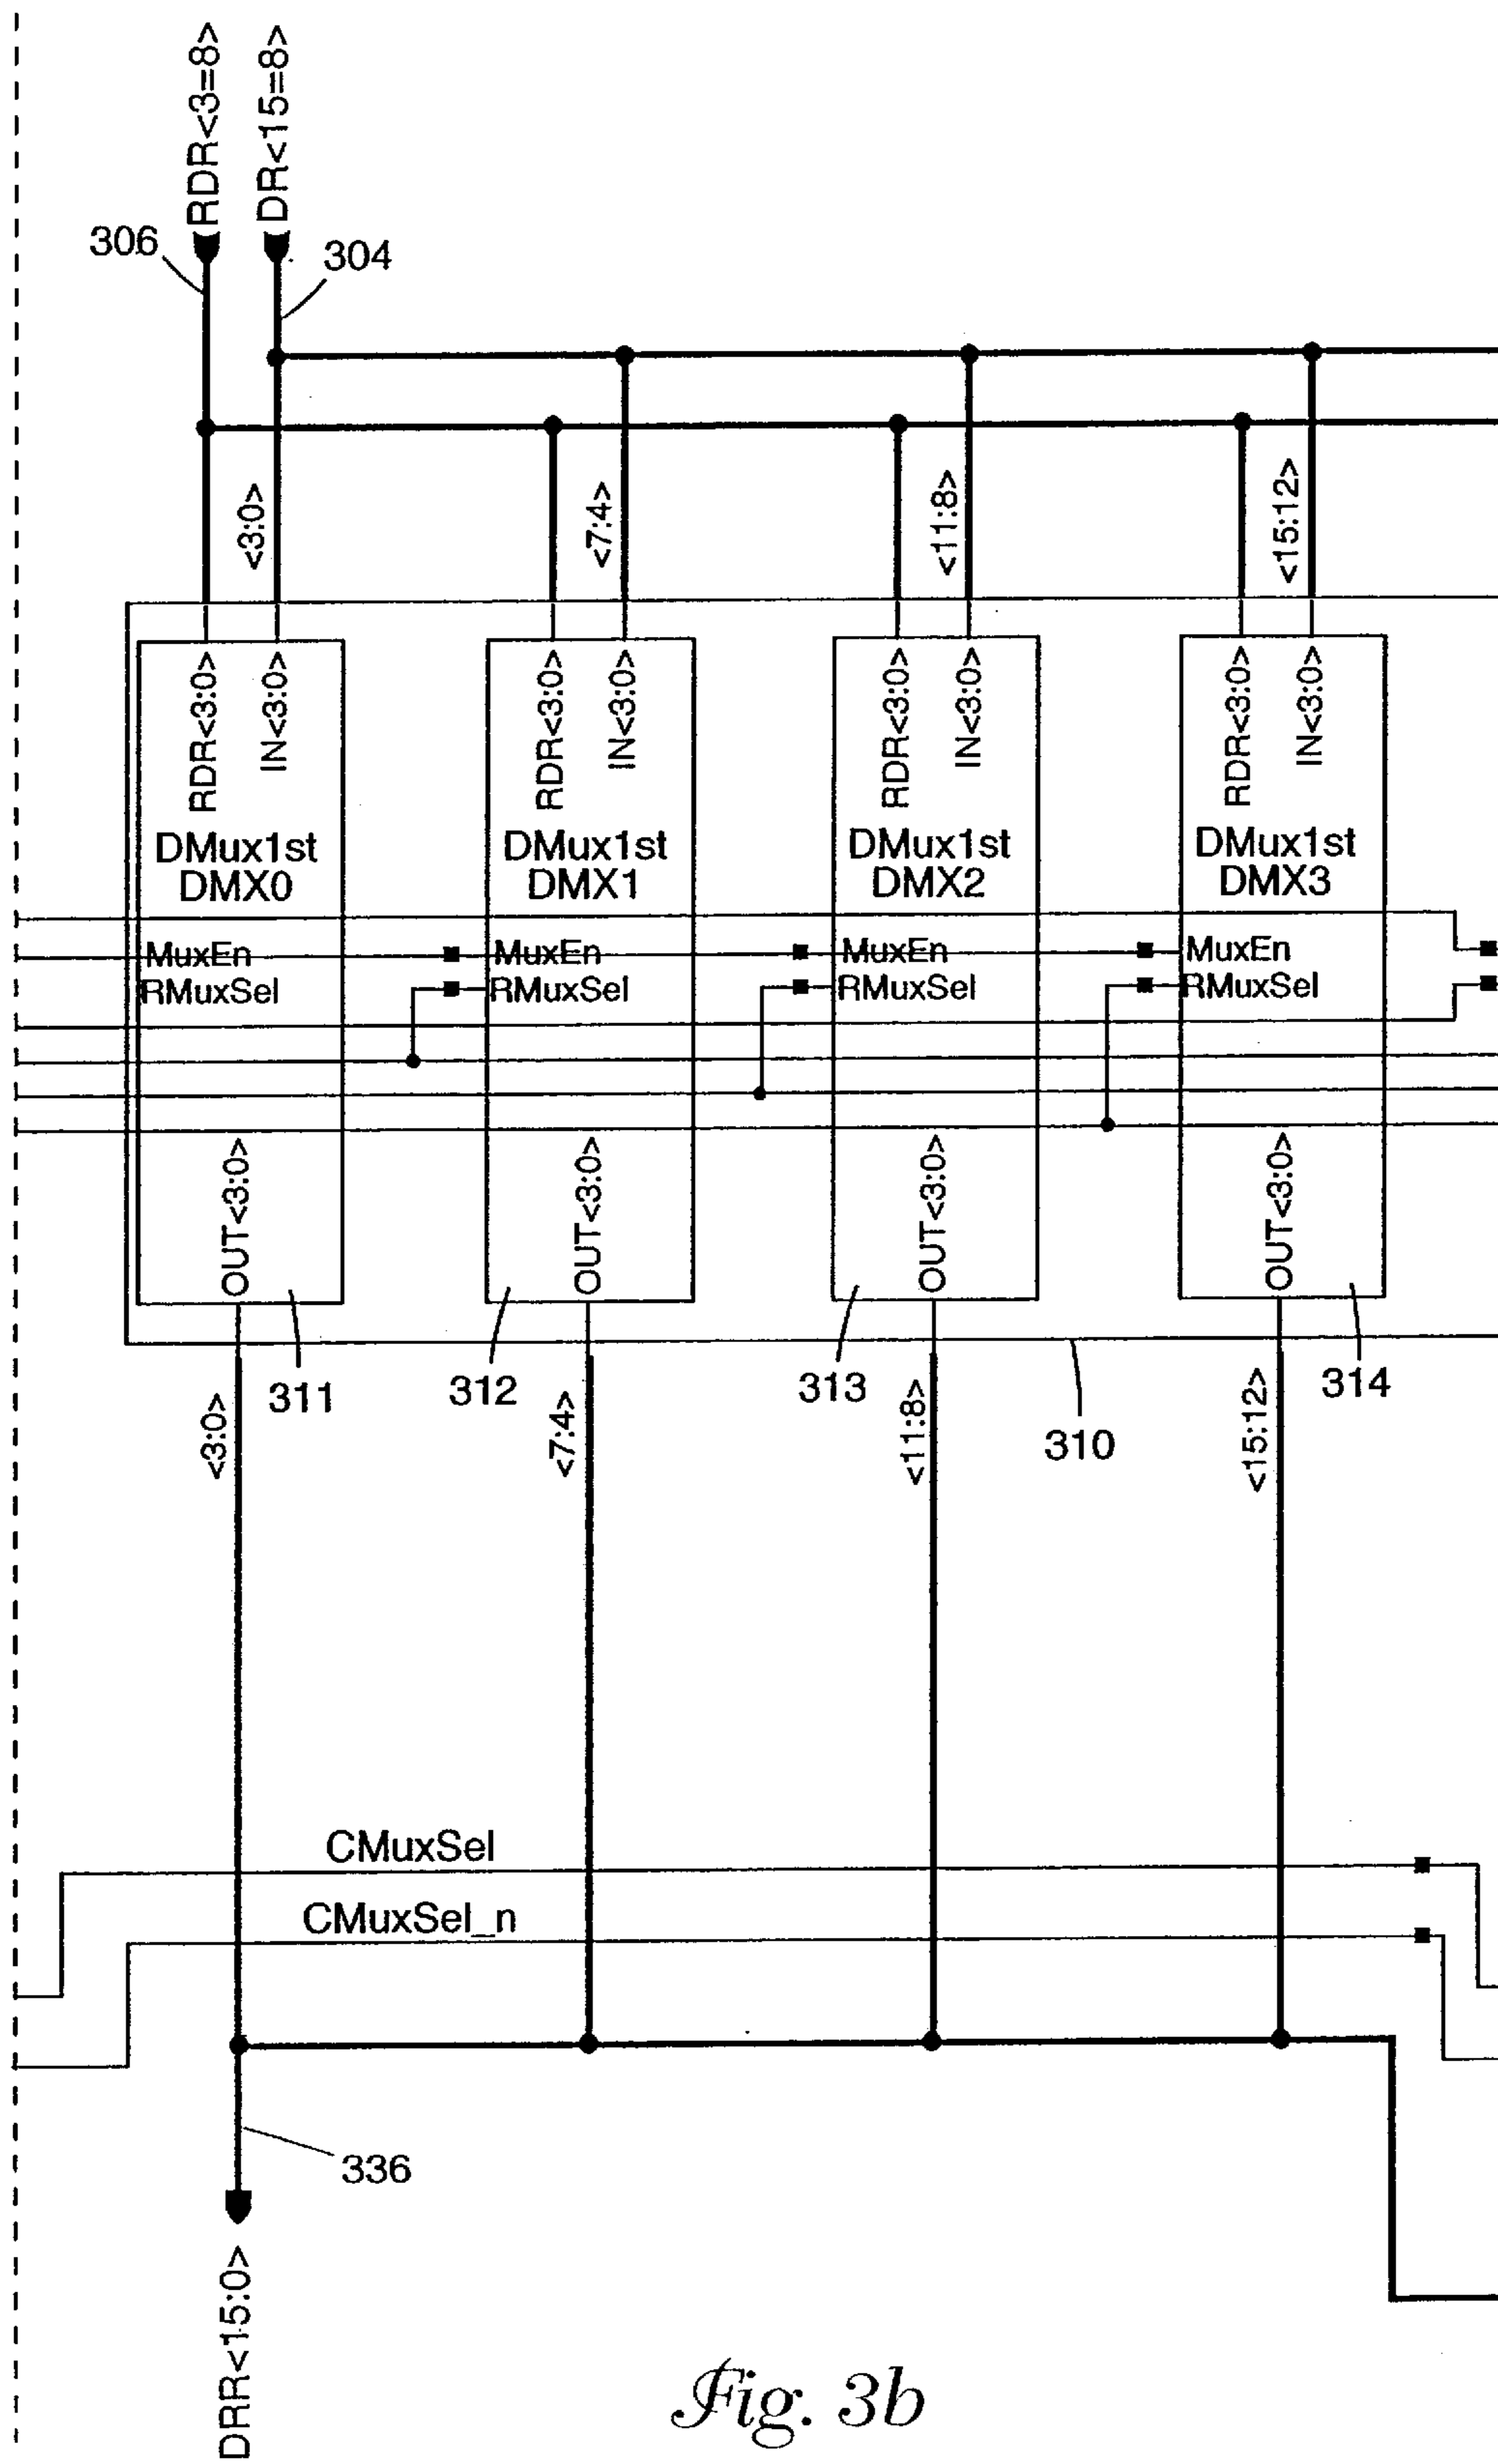 RDR<3=8>
DR<15=8>
306
304
<3:0>
<7:4>
<11:8>
<15:12>
RDR<3:0>
IN<3:0>
RDR<3:0>
IN<3:0>
RDR<3:0>
IN<3:0>
RDR<3:0>
IN<3:0>
DMux1st
DMX0
DMux1st
DMX1
DMux1st
DMX2
DMux1st
DMX3
MuxEn
RMuxSel
MuxEn
RMuxSel
MuxEn
RMuxSel
MuxEn
RMuxSel
OUT<3:0>
OUT<3:0>
OUT<3:0>
OUT<3:0>
311
312
313
314
310
<3:0>
<7:4>
<11:8>
<15:12>
CMuxSel
CMuxSel_n
336
DRR<15:0>
Fig. 3b